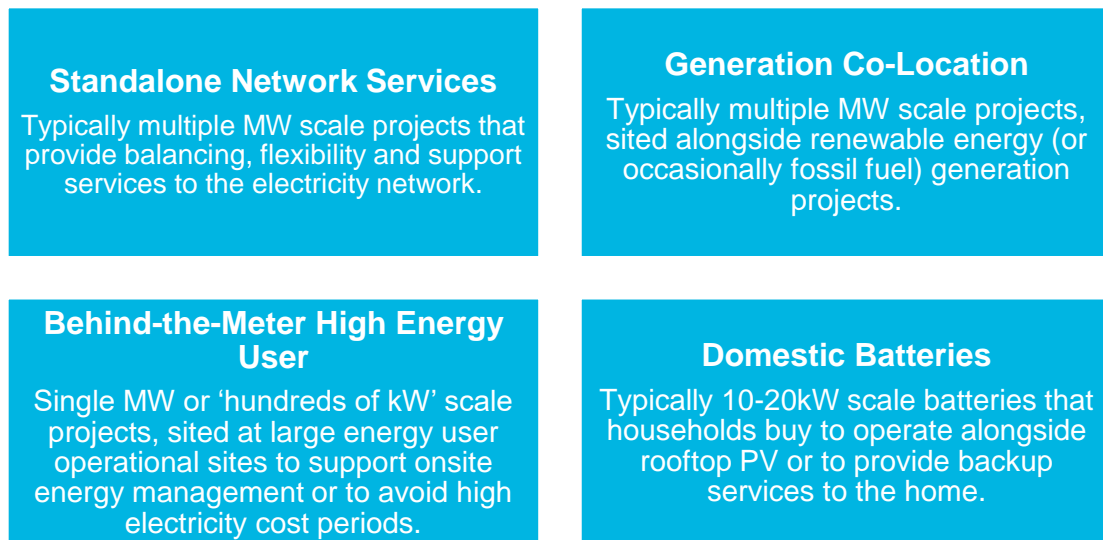 Standalone Network Services
Typically multiple MW scale projects that
provide balancing, flexibility and support
services to the electricity network.
Generation Co-Location
Typically multiple MW scale projects,
sited alongside renewable energy (or
occasionally fossil fuel) generation
projects.
Behind-the-Meter High Energy
User
Single MW or ‘hundreds of kW’ scale
projects, sited at large energy user
operational sites to support onsite
energy management or to avoid high
electricity cost periods.
Domestic Batteries
Typically 10-20kW scale batteries that
households buy to operate alongside
rooftop PV or to provide backup
services to the home.